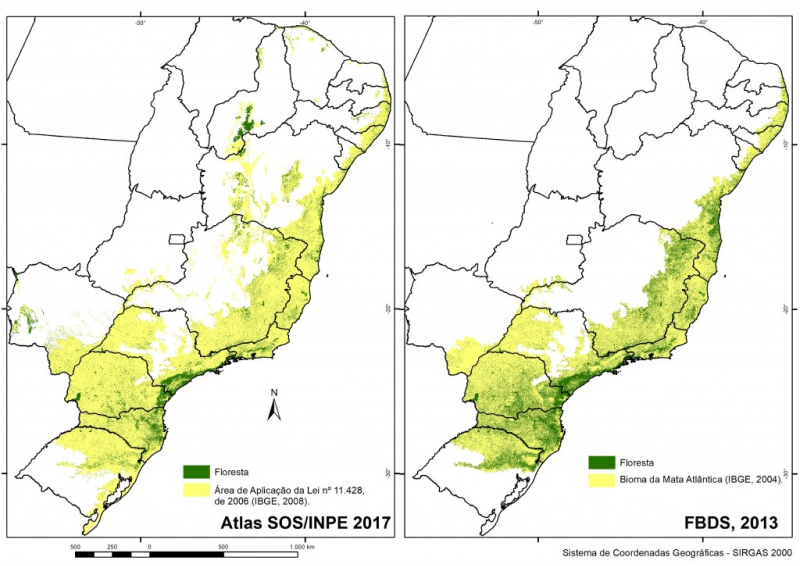 -50°
-40°
-50°
-40°
-10°
-10°
-20°
-20°
-30°
-30°
N
Floresta
Área de Aplicação da Lei nº 11.428,
de 2006 (IBGE, 2008).
Atlas SOS/INPE 2017
Floresta
Bioma da Mata Atlântica (IBGE, 2004).
FBDS, 2013
500 250 0 500 1.000 km
Sistema de Coordenadas Geográficas - SIRGAS 2000